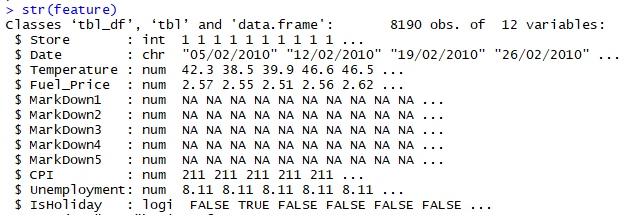 > str(feature)
Classes ‘tbl_df’, ‘tbl’ and 'data.frame':	8190 obs. of  12 variables:
 $ Store       : int  1 1 1 1 1 1 1 1 1 1 ...
 $ Date        : chr  "05/02/2010" "12/02/2010" "19/02/2010" "26/02/2010" ...
 $ Temperature : num  42.3 38.5 39.9 46.6 46.5 ...
 $ Fuel_Price  : num  2.57 2.55 2.51 2.56 2.62 ...
 $ MarkDown1   : num  NA NA NA NA NA NA NA NA NA NA ...
 $ MarkDown2   : num  NA NA NA NA NA NA NA NA NA NA ...
 $ MarkDown3   : num  NA NA NA NA NA NA NA NA NA NA ...
 $ MarkDown4   : num  NA NA NA NA NA NA NA NA NA NA ...
 $ MarkDown5   : num  NA NA NA NA NA NA NA NA NA NA ...
 $ CPI         : num  211 211 211 211 211 ...
 $ Unemployment: num  8.11 8.11 8.11 8.11 8.11 ...
 $ IsHoliday   : logi  FALSE TRUE FALSE FALSE FALSE FALSE ...